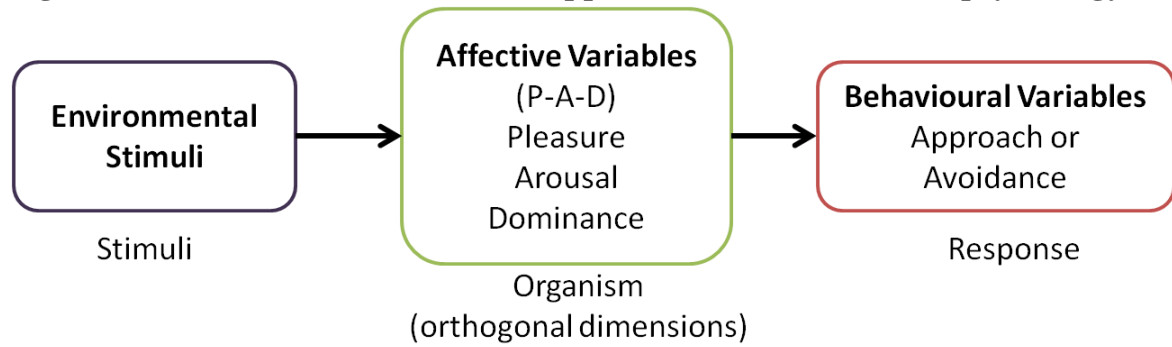 Environmental
Stimuli
Stimuli
Affective Variables
(P-A-D)
Pleasure
Arousal
Dominance
Organism
(orthogonal dimensions)
Behavioural Variables
Approach or
Avoidance
Response